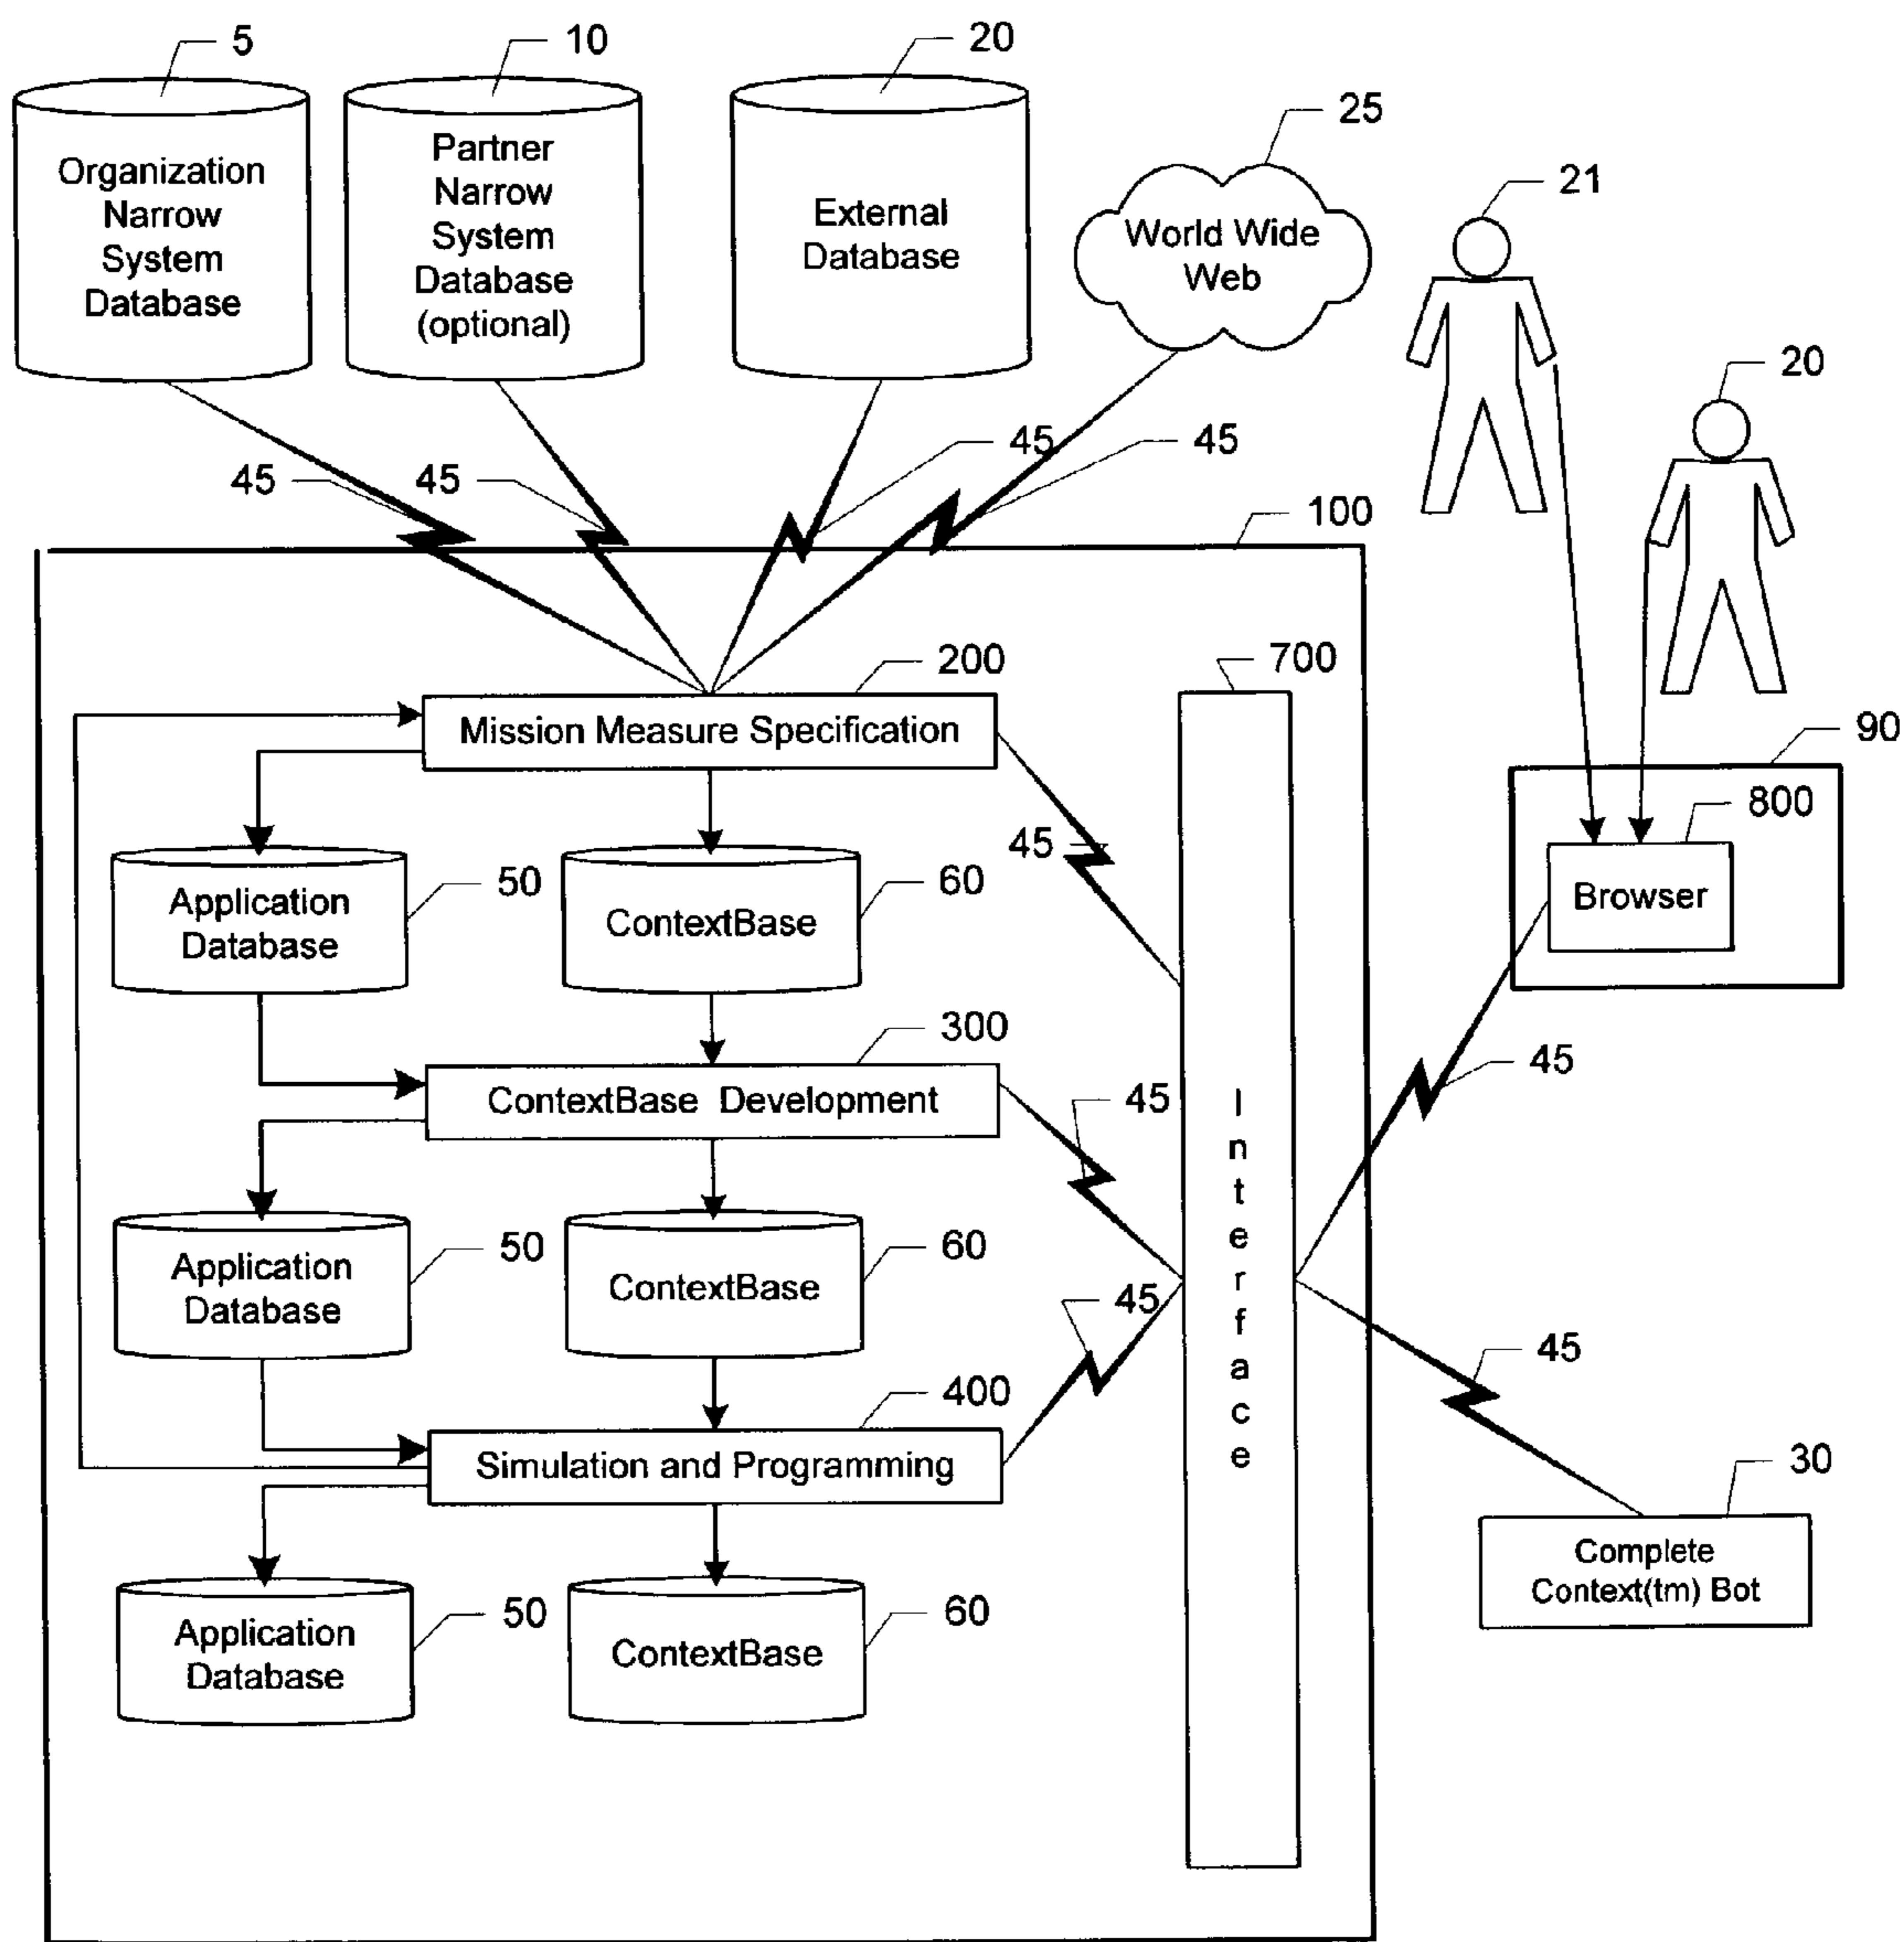 5
10
20
25
21
20
Organization
Narrow
System
Database
Partner
Narrow
System
Database
(optional)
External
Database
World Wide
Web
45
45
45
45
100
200
700
90
Mission Measure Specification
800
45
Application
Database
50
ContextBase
60
Browser
300
45
ContextBase Development
45
Interface
Application
Database
50
ContextBase
60
45
45
400
Simulation and Programming
30
Complete
Context(tm) Bot
Application
Database
50
ContextBase
60